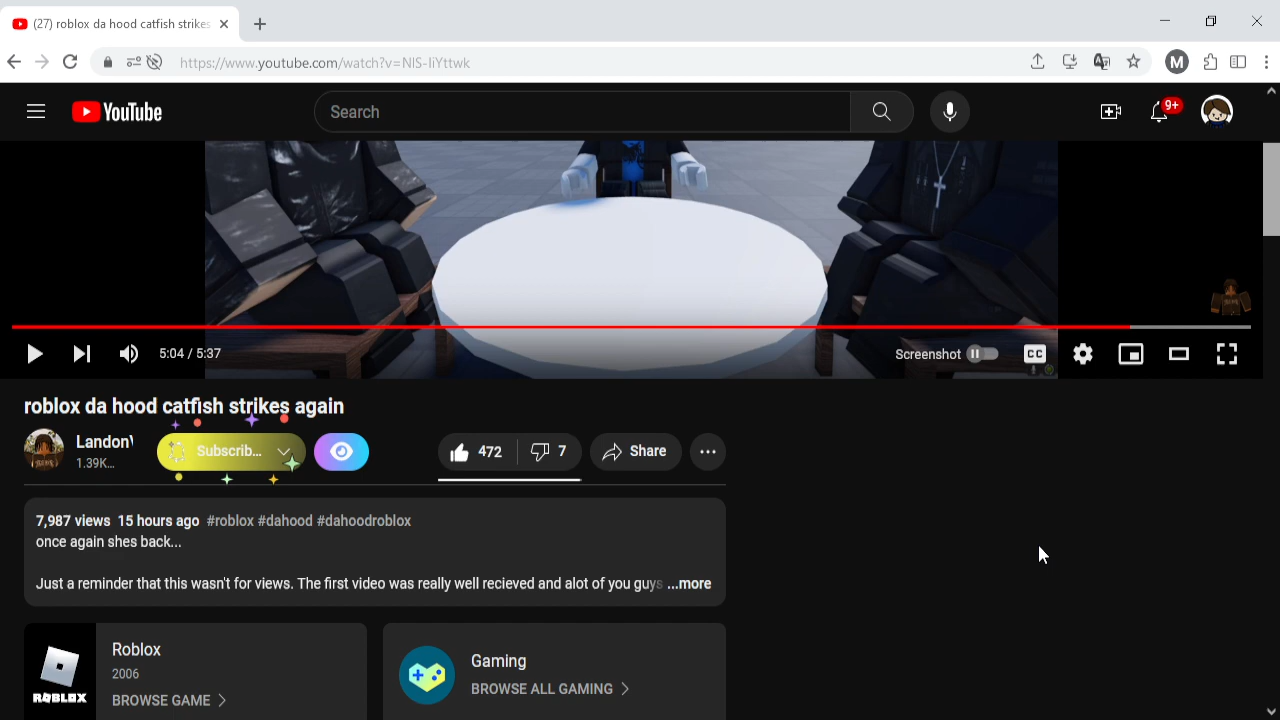 (27) roblox da hood catfish strikes
https://www.youtube.com/watch?v=NIS-IiYttwk
M
YouTube
Search
9+
5:04 / 5:37
Screenshot
CC
roblox da hood catfish strikes again
Landon
1.39K...
Subscrib...
472
7
Share
7,987 views 15 hours ago #roblox #dahood #dahoodroblox
once again shes back...
Just a reminder that this wasn't for views. The first video was really well recieved and alot of you guys ...more
Roblox
2006
BROWSE GAME
ROBLOX
Gaming
BROWSE ALL GAMING